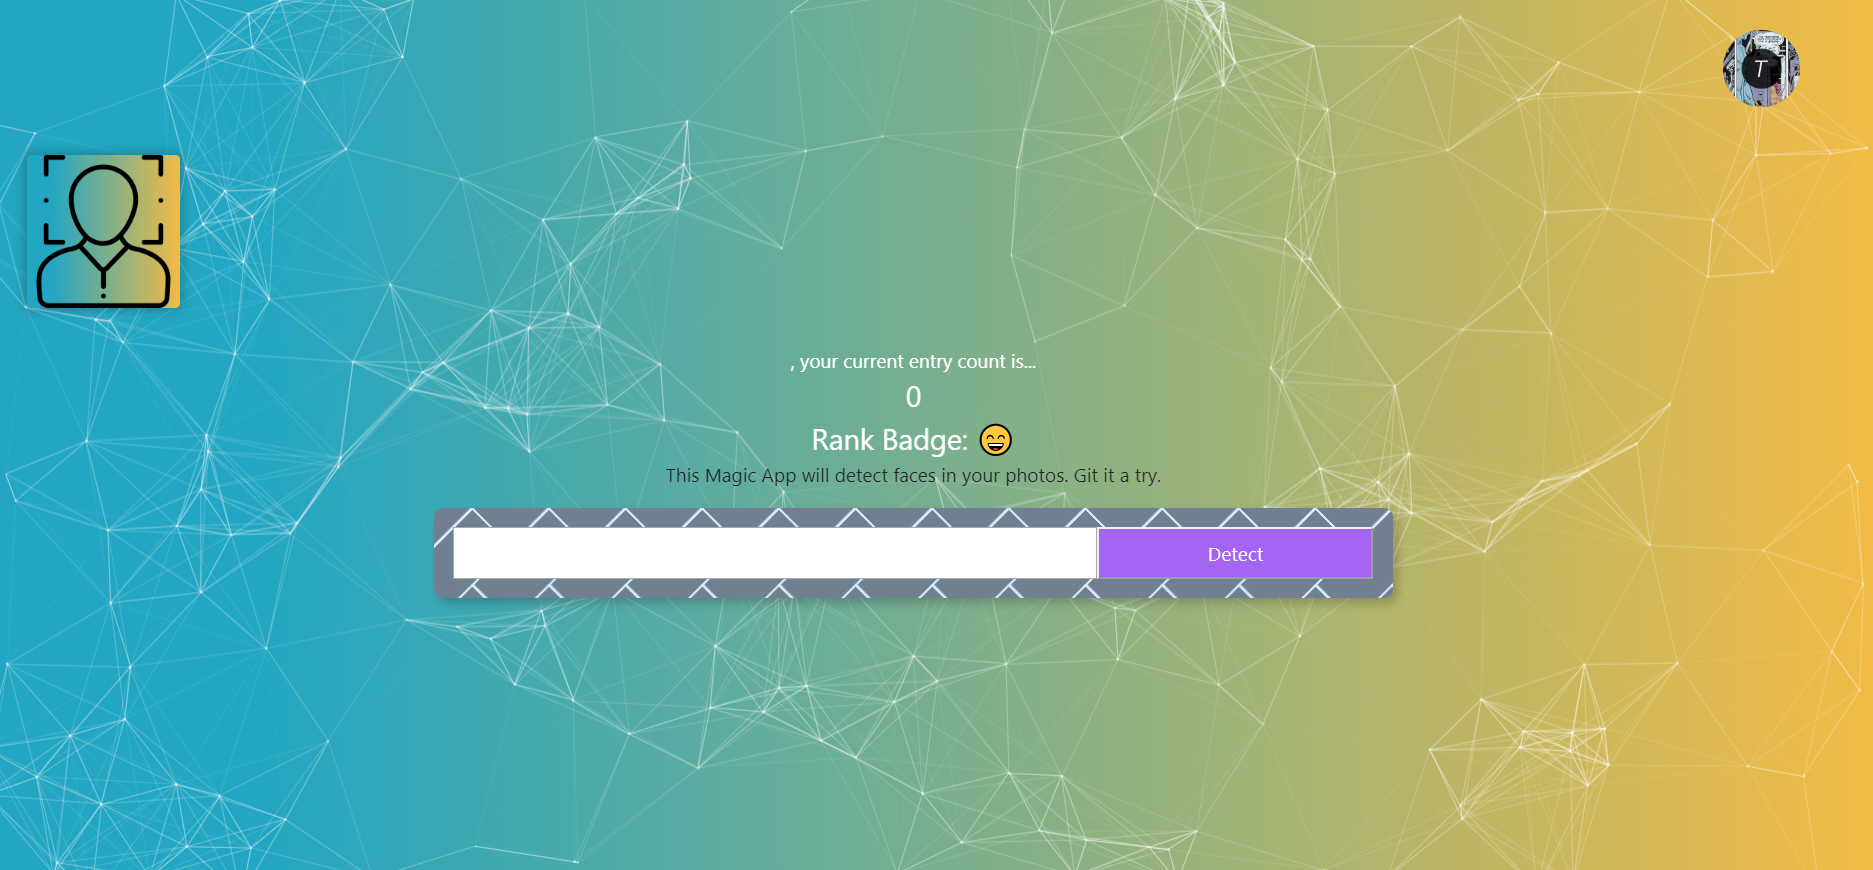 T
, your current entry count is...
0
Rank Badge: 😄
This Magic App will detect faces in your photos. Git it a try.
Detect